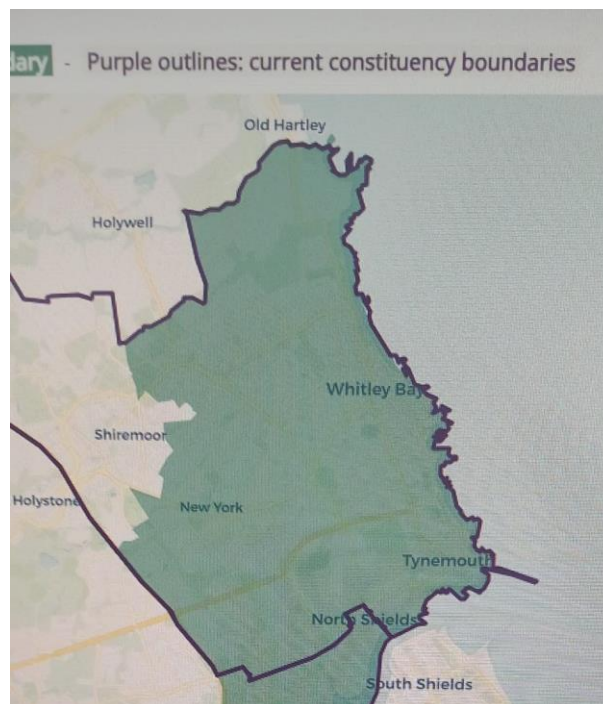 dary - Purple outlines: current constituency boundaries
Old Hartley
Holywell
Whitley Bay
Shiremoor
Holystone
New York
Tynemouth
North Shields
South Shields